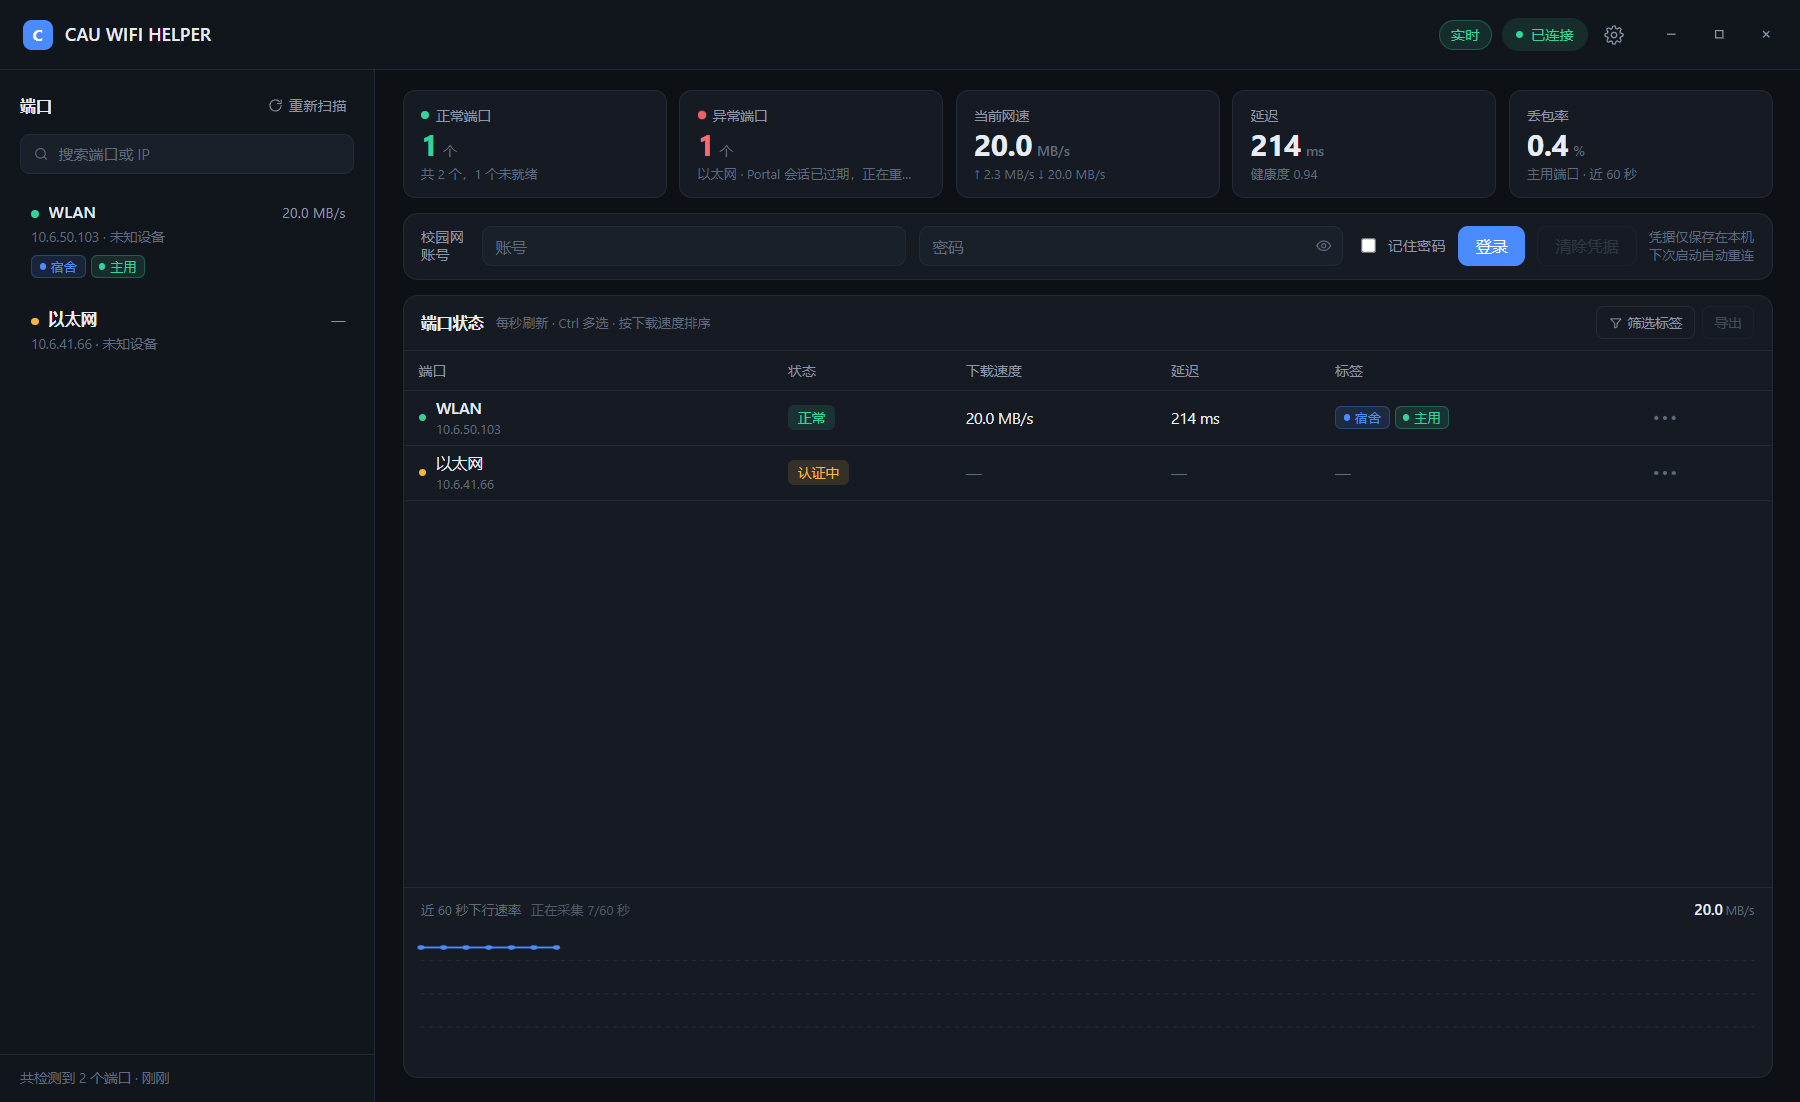 C CAU WIFI HELPER
实时 已连接
端口 重新扫描
搜索端口或 IP
WLAN 20.0 MB/s
10.6.50.103 · 未知设备
宿舍 主用
以太网 —
10.6.41.66 · 未知设备
共检测到 2 个端口 · 刚刚
正常端口
1 个
共 2 个，1 个未就绪
异常端口
1 个
以太网 · Portal 会话已过期，正在重...
当前网速
20.0 MB/s
↑ 2.3 MB/s ↓ 20.0 MB/s
延迟
214 ms
健康度 0.94
丢包率
0.4 %
主用端口 · 近 60 秒
校园网
账号
账号
密码
记住密码
登录
清除凭据
凭据仅保存在本机
下次启动自动重连
端口状态 每秒刷新 · Ctrl 多选 · 按下载速度排序
筛选标签 导出
端口 状态 下载速度 延迟 标签
WLAN
10.6.50.103
正常 20.0 MB/s 214 ms 宿舍 主用 •••
以太网
10.6.41.66
认证中 — — — •••
近 60 秒下行速率 正在采集 7/60 秒 20.0 MB/s